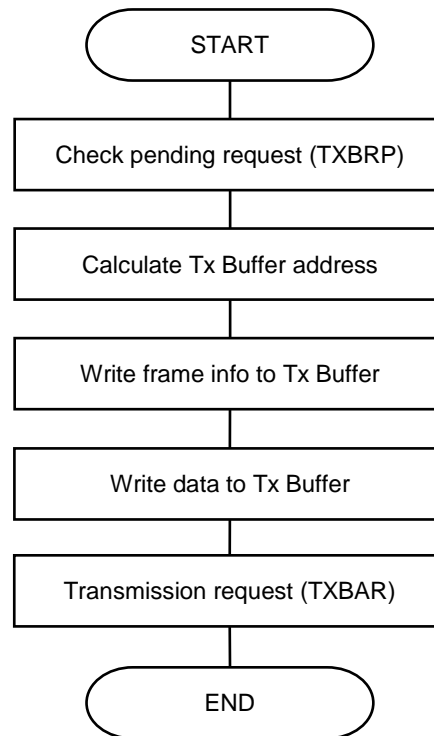 START
Check pending request (TXBRP)
Calculate Tx Buffer address
Write frame info to Tx Buffer
Write data to Tx Buffer
Transmission request (TXBAR)
END